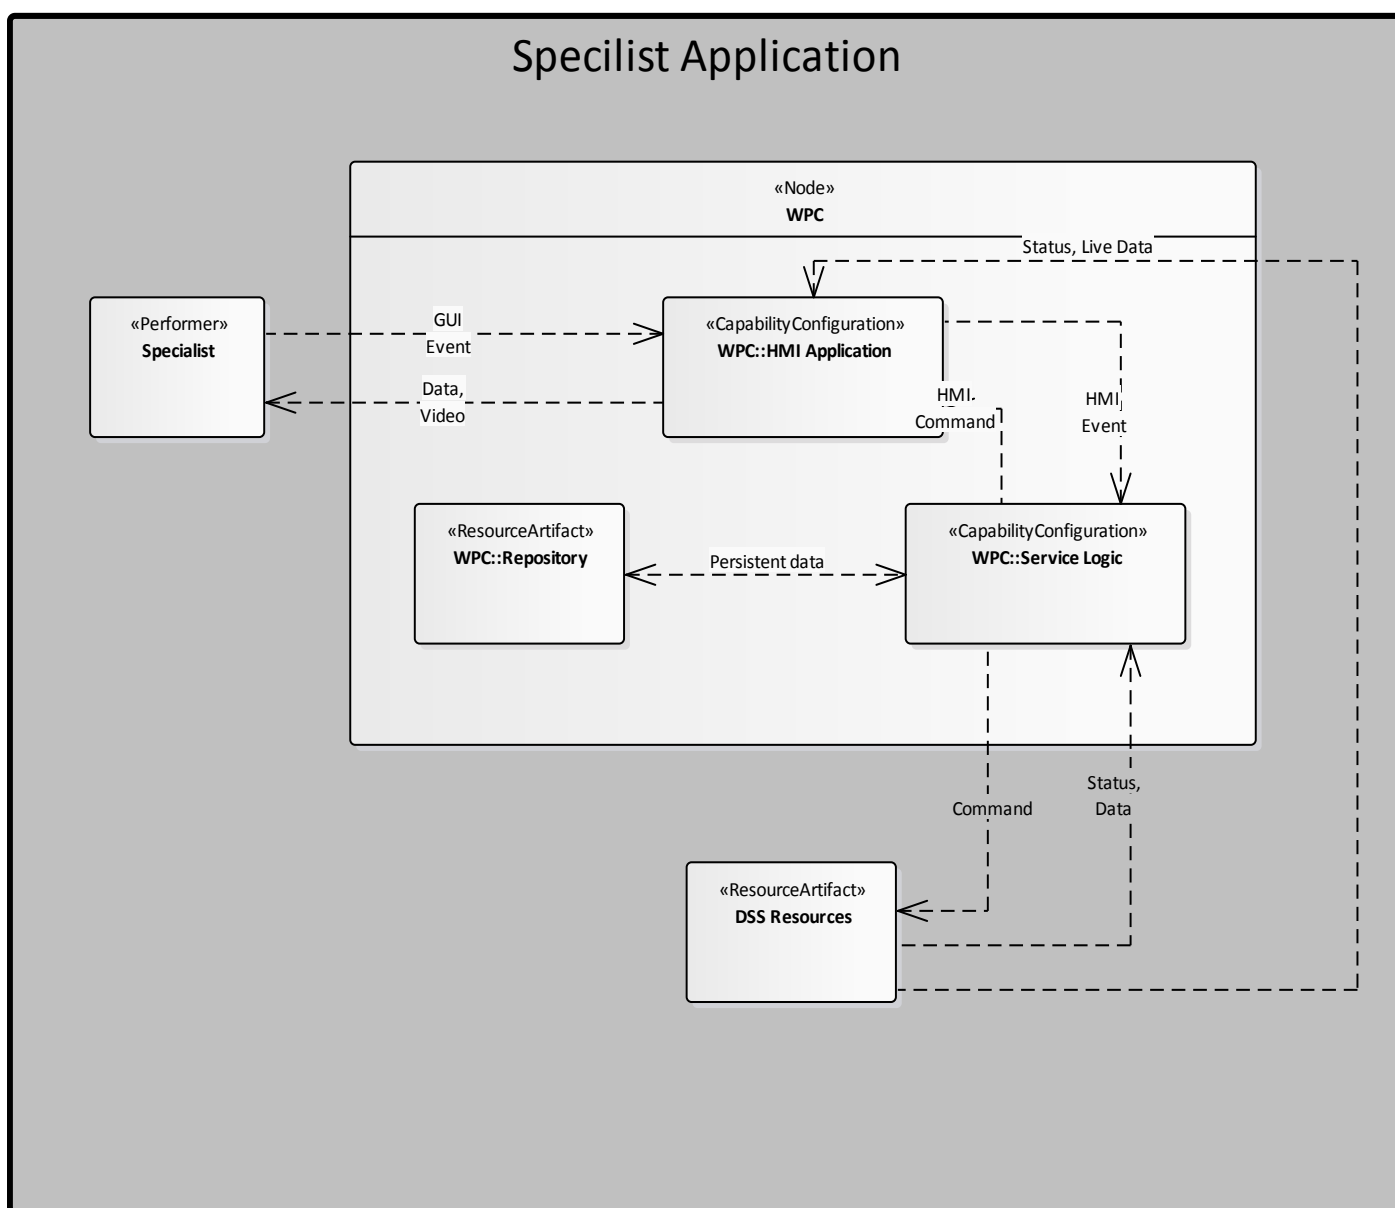 Specilist Application
«Node»
WPC
Status, Live Data
«Performer»
Specialist
GUI
Event
«CapabilityConfiguration»
WPC::HMI Application
Data,
Video
HMI
Command
HMI
Event
«ResourceArtifact»
WPC::Repository
Persistent data
«CapabilityConfiguration»
WPC::Service Logic
Command
Status,
Data
«ResourceArtifact»
DSS Resources